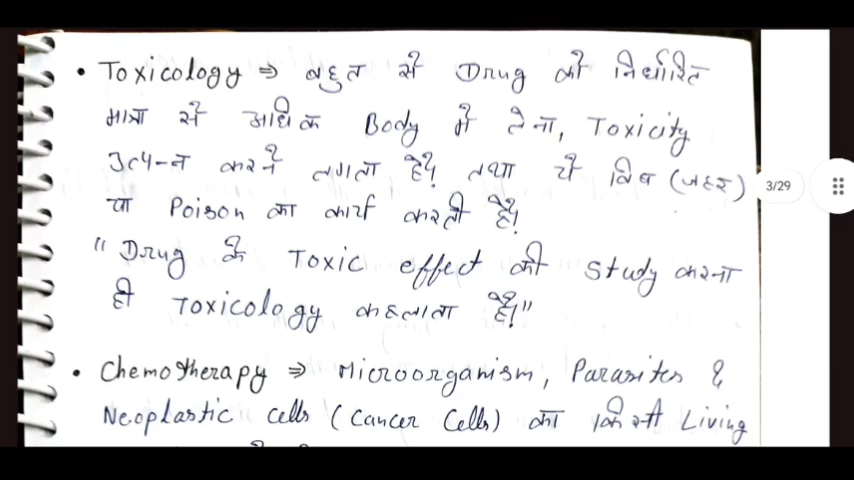 • Toxicology ⇒ बहुत से Drug को निर्धारित
मात्रा से अधिक Body में लेना, Toxicity
उत्पन्न करने लगता है। तथा ये विष (जहर)
या Poison का कार्य करती है।
"Drug के Toxic effect की study करना
ही Toxicology कहलाता है।"
3/29
• Chemotherapy ⇒ Microorganism, Parasites &
Neoplastic cells (Cancer Cells) का किसी Living